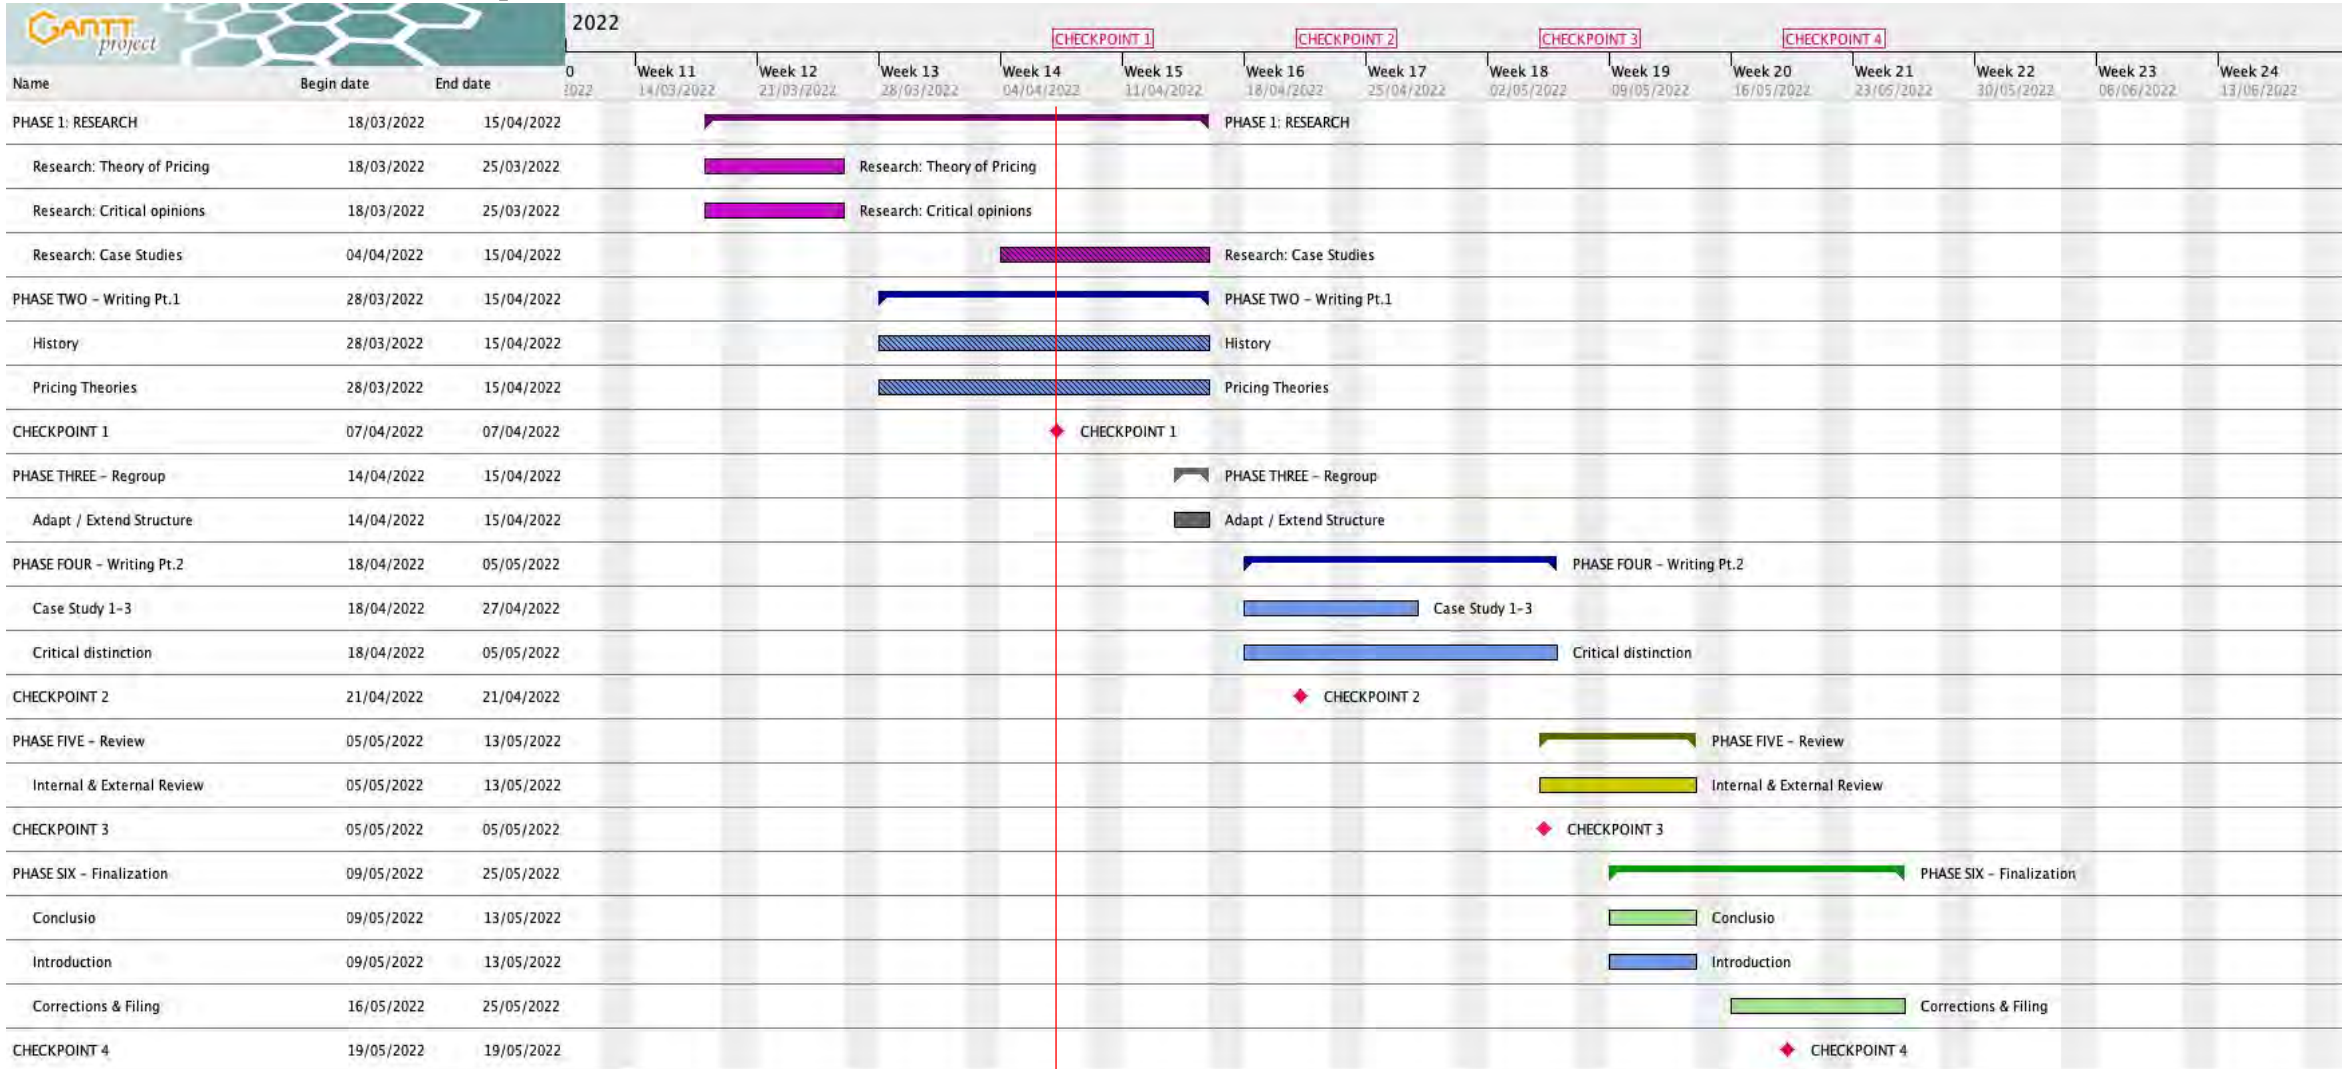 GANTT
project
2022
CHECKPOINT 1 CHECKPOINT 2 CHECKPOINT 3 CHECKPOINT 4
Name Begin date End date
0 Week 11 Week 12 Week 13 Week 14 Week 15 Week 16 Week 17 Week 18 Week 19 Week 20 Week 21 Week 22 Week 23 Week 24
2022 14/03/2022 21/03/2022 28/03/2022 04/04/2022 11/04/2022 18/04/2022 25/04/2022 02/05/2022 09/05/2022 16/05/2022 23/05/2022 30/05/2022 06/06/2022 13/06/2022
PHASE 1: RESEARCH 18/03/2022 15/04/2022 PHASE 1: RESEARCH
Research: Theory of Pricing 18/03/2022 25/03/2022 Research: Theory of Pricing
Research: Critical opinions 18/03/2022 25/03/2022 Research: Critical opinions
Research: Case Studies 04/04/2022 15/04/2022 Research: Case Studies
PHASE TWO – Writing Pt.1 28/03/2022 15/04/2022 PHASE TWO – Writing Pt.1
History 28/03/2022 15/04/2022 History
Pricing Theories 28/03/2022 15/04/2022 Pricing Theories
CHECKPOINT 1 07/04/2022 07/04/2022 CHECKPOINT 1
PHASE THREE – Regroup 14/04/2022 15/04/2022 PHASE THREE – Regroup
Adapt / Extend Structure 14/04/2022 15/04/2022 Adapt / Extend Structure
PHASE FOUR – Writing Pt.2 18/04/2022 05/05/2022 PHASE FOUR – Writing Pt.2
Case Study 1–3 18/04/2022 27/04/2022 Case Study 1–3
Critical distinction 18/04/2022 05/05/2022 Critical distinction
CHECKPOINT 2 21/04/2022 21/04/2022 CHECKPOINT 2
PHASE FIVE – Review 05/05/2022 13/05/2022 PHASE FIVE – Review
Internal & External Review 05/05/2022 13/05/2022 Internal & External Review
CHECKPOINT 3 05/05/2022 05/05/2022 CHECKPOINT 3
PHASE SIX – Finalization 09/05/2022 25/05/2022 PHASE SIX – Finalization
Conclusio 09/05/2022 13/05/2022 Conclusio
Introduction 09/05/2022 13/05/2022 Introduction
Corrections & Filing 16/05/2022 25/05/2022 Corrections & Filing
CHECKPOINT 4 19/05/2022 19/05/2022 CHECKPOINT 4